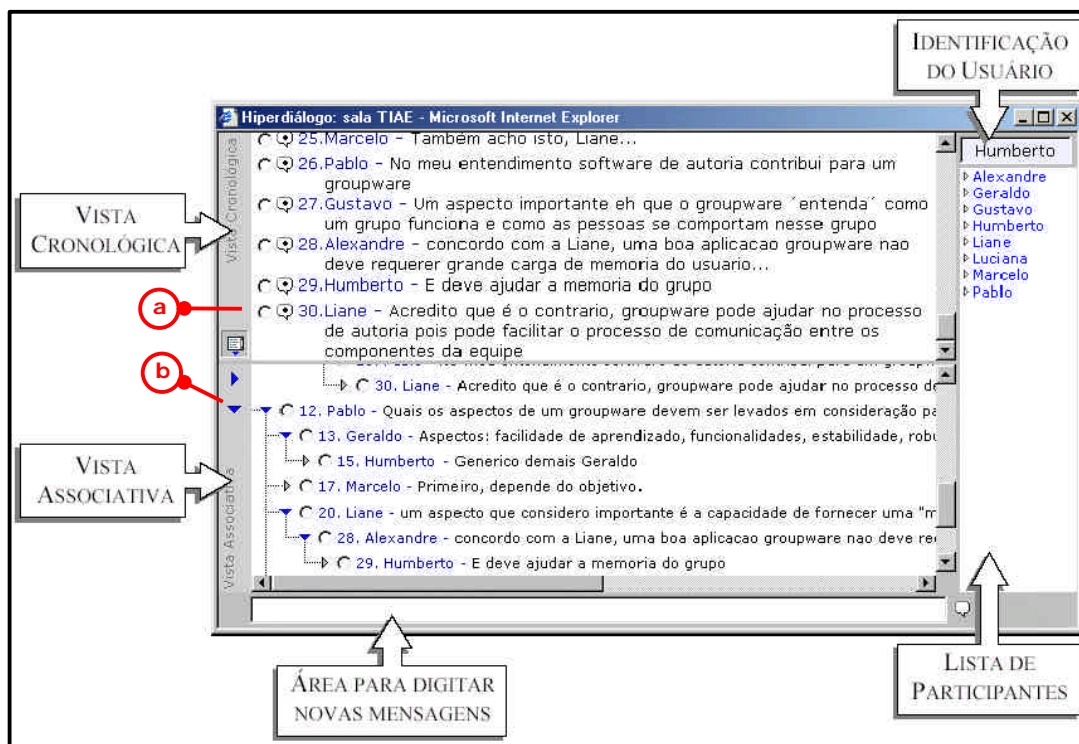 IDENTIFICAÇÃO
DO USUÁRIO
Hiperdiálogo: sala TIAE - Microsoft Internet Explorer
VISTA
CRONOLÓGICA
Vista Cronológica
25.Marcelo - Também acho isto, Liane...
26.Pablo - No meu entendimento software de autoria contribui para um
groupware
27.Gustavo - Um aspecto importante eh que o groupware ´entenda´ como
um grupo funciona e como as pessoas se comportam nesse grupo
28.Alexandre - concordo com a Liane, uma boa aplicacao groupware nao
deve requerer grande carga de memoria do usuario...
29.Humberto - E deve ajudar a memoria do grupo
30.Liane - Acredito que é o contrario, groupware pode ajudar no processo
de autoria pois pode facilitar o processo de comunicação entre os
componentes da equipe
Humberto
Alexandre
Geraldo
Gustavo
Humberto
Liane
Luciana
Marcelo
Pablo
a
b
VISTA
ASSOCIATIVA
Vista Associativa
30. Liane - Acredito que é o contrario, groupware pode ajudar no processo de
12. Pablo - Quais os aspectos de um groupware devem ser levados em consideração pa
13. Geraldo - Aspectos: facilidade de aprendizado, funcionalidades, estabilidade, robu
15. Humberto - Generico demais Geraldo
17. Marcelo - Primeiro, depende do objetivo.
20. Liane - um aspecto que considero importante é a capacidade de fornecer uma "m
28. Alexandre - concordo com a Liane, uma boa aplicacao groupware nao deve re
29. Humberto - E deve ajudar a memoria do grupo
ÁREA PARA DIGITAR
NOVAS MENSAGENS
LISTA DE
PARTICIPANTES